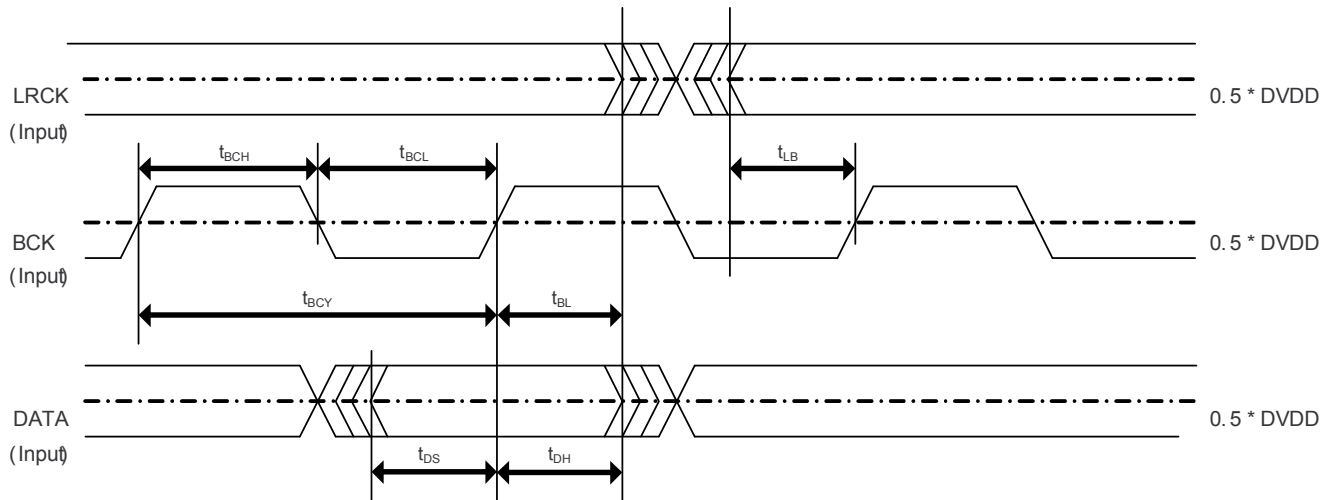 LRCK
(Input)
0.5 * DVDD
tBCH
tBCL
tLB
BCK
(Input)
0.5 * DVDD
tBCY
tBL
DATA
(Input)
0.5 * DVDD
tDS
tDH